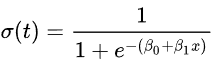 σ(t) = 1 / (1 + e^{-(β₀+β₁x)})